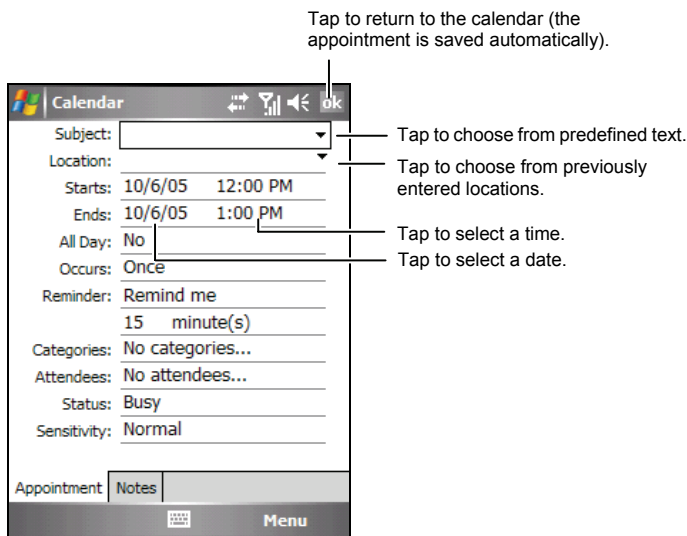 Tap to return to the calendar (the
appointment is saved automatically).
Calendar
ok
Subject:
Tap to choose from predefined text.
Location:
Tap to choose from previously
entered locations.
Starts: 10/6/05 12:00 PM
Ends: 10/6/05 1:00 PM
Tap to select a time.
All Day: No
Tap to select a date.
Occurs: Once
Reminder: Remind me
15 minute(s)
Categories: No categories...
Attendees: No attendees...
Status: Busy
Sensitivity: Normal
Appointment Notes
Menu